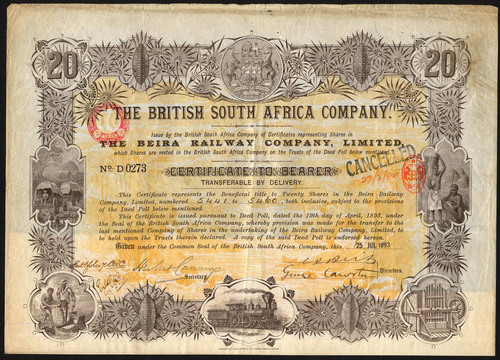 20 20
THE BRITISH SOUTH AFRICA COMPANY.
Issue by the British South Africa Company of Certificates representing Shares in
THE BEIRA RAILWAY COMPANY, LIMITED,
which Shares are vested in the British South Africa Company on the Trusts of the Deed Poll below mentioned.
CANCELLED
No. D 0273
CERTIFICATE TO BEARER
TRANSFERABLE BY DELIVERY.
This Certificate represents the Beneficial title to Twenty Shares in the Beira Railway
Company, Limited, numbered 5441 to 5460, both inclusive, subject to the provisions
of the Deed Poll below mentioned.
This Certificate is issued pursuant to Deed Poll, dated the 19th day of April, 1893, under
the Seal of the British South Africa Company, whereby provision was made for the transfer to the
last mentioned Company of Shares in the undertaking of the Beira Railway Company, Limited, to
be held upon the Trusts therein declared. A copy of the said Deed Poll is endorsed hereon.
Given under the Common Seal of the British South Africa Company, this 25 JUL 1893
Secretary.
Directors.